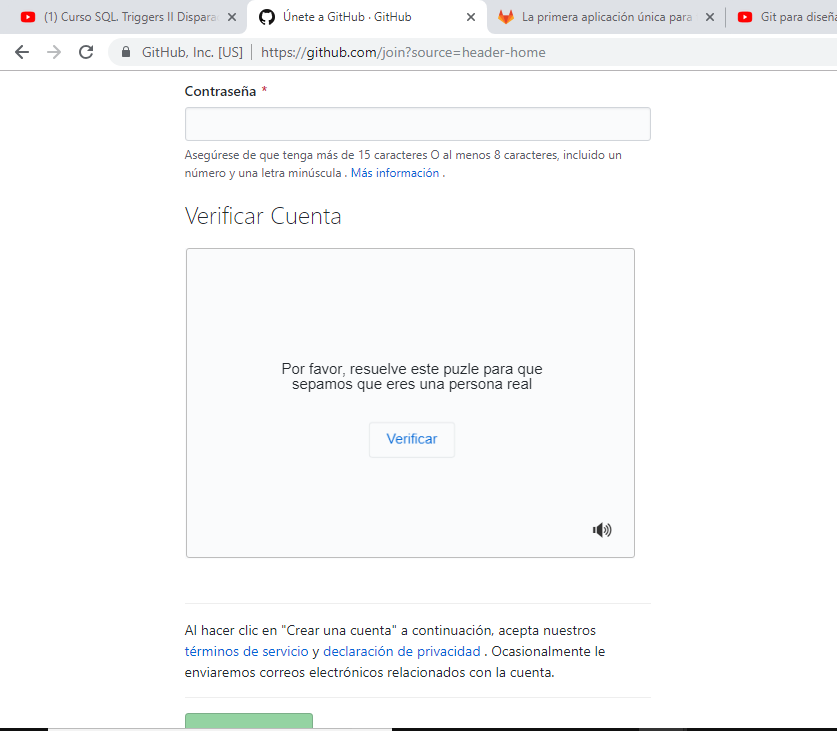 (1) Curso SQL. Triggers II Dispara
Únete a GitHub · GitHub
La primera aplicación única para
Git para diseña
GitHub, Inc. [US]
https://github.com/join?source=header-home
Contraseña *
Asegúrese de que tenga más de 15 caracteres O al menos 8 caracteres, incluido un
número y una letra minúscula . Más información .
Verificar Cuenta
Por favor, resuelve este puzle para que
sepamos que eres una persona real
Verificar
Al hacer clic en "Crear una cuenta" a continuación, acepta nuestros
términos de servicio y declaración de privacidad . Ocasionalmente le
enviaremos correos electrónicos relacionados con la cuenta.